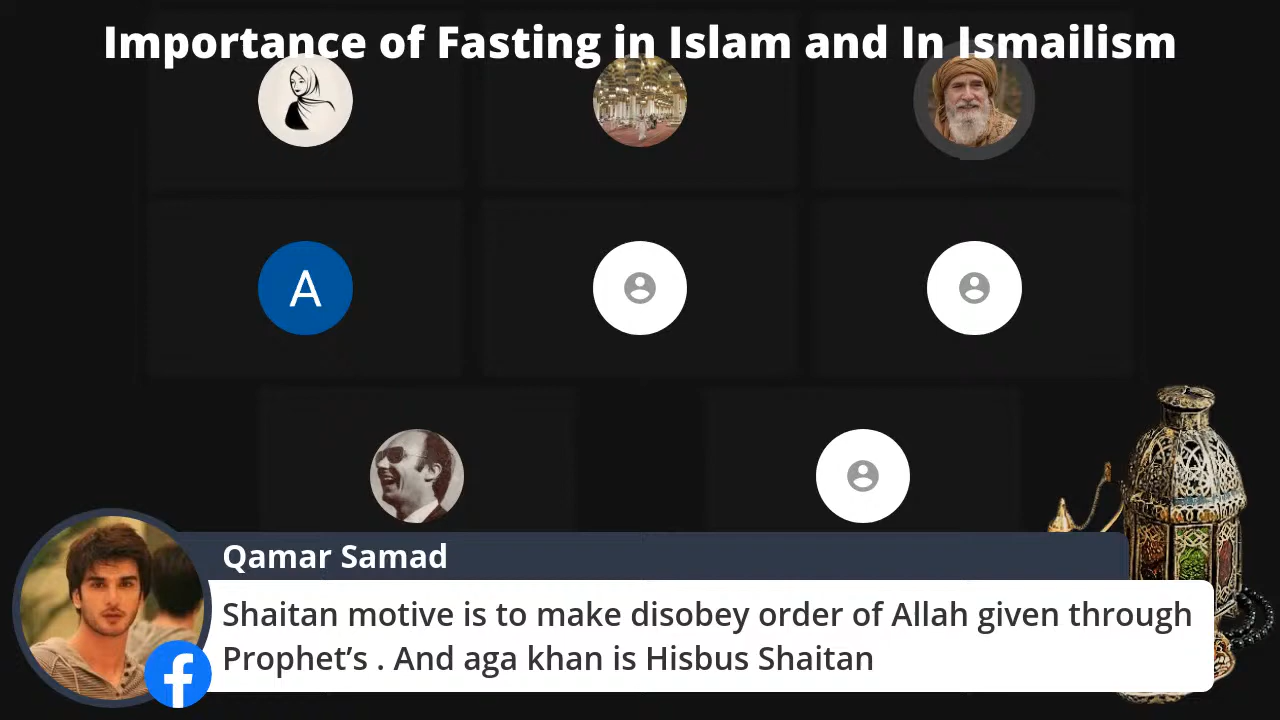 Importance of Fasting in Islam and In Ismailism
A
Qamar Samad
Shaitan motive is to make disobey order of Allah given through
Prophet’s . And aga khan is Hisbus Shaitan